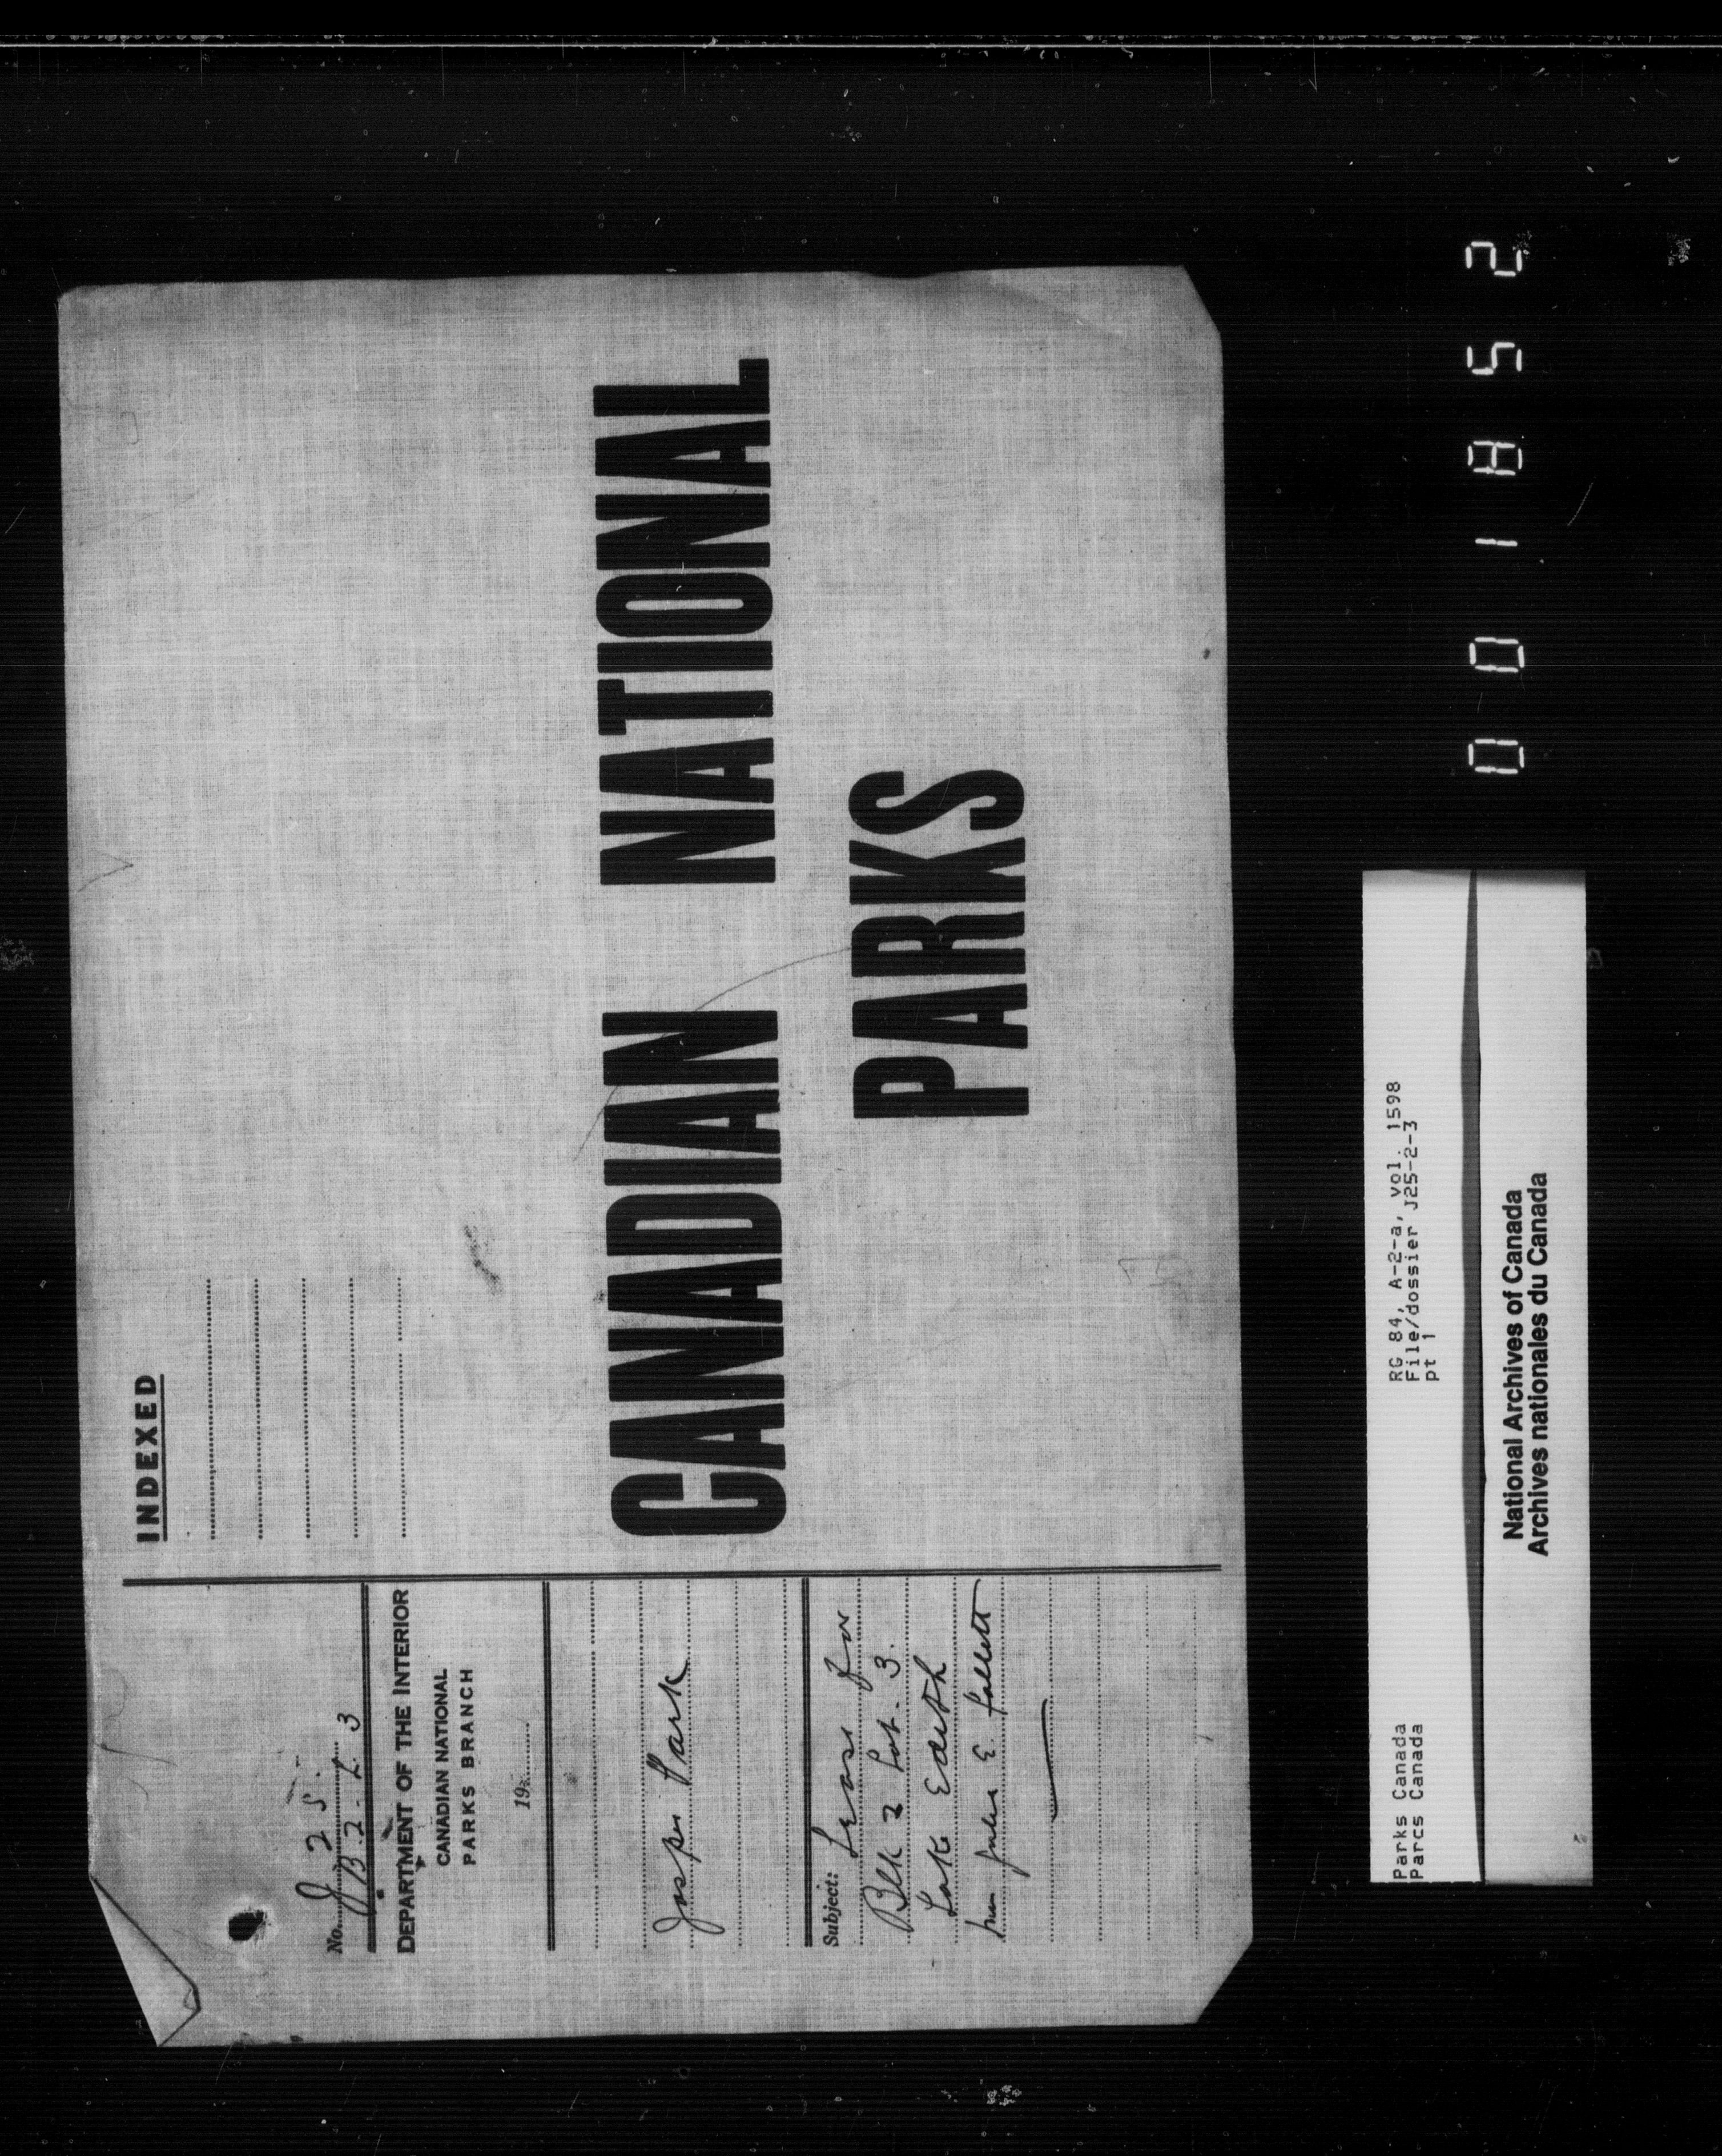 INDEXED
J 25.
No. J B.2 - L. 3
DEPARTMENT OF THE INTERIOR
CANADIAN NATIONAL
PARKS BRANCH
19
Jasper Park
Subject: Lease for
Blk 2 Lot. 3.
Lake Edith
E.
CANADIAN NATIONAL
PARKS
Parks Canada
Parcs Canada
RG 84, A-2-a, vol. 1598
File/dossier J25-2-3
pt 1
National Archives of Canada
Archives nationales du Canada
001852